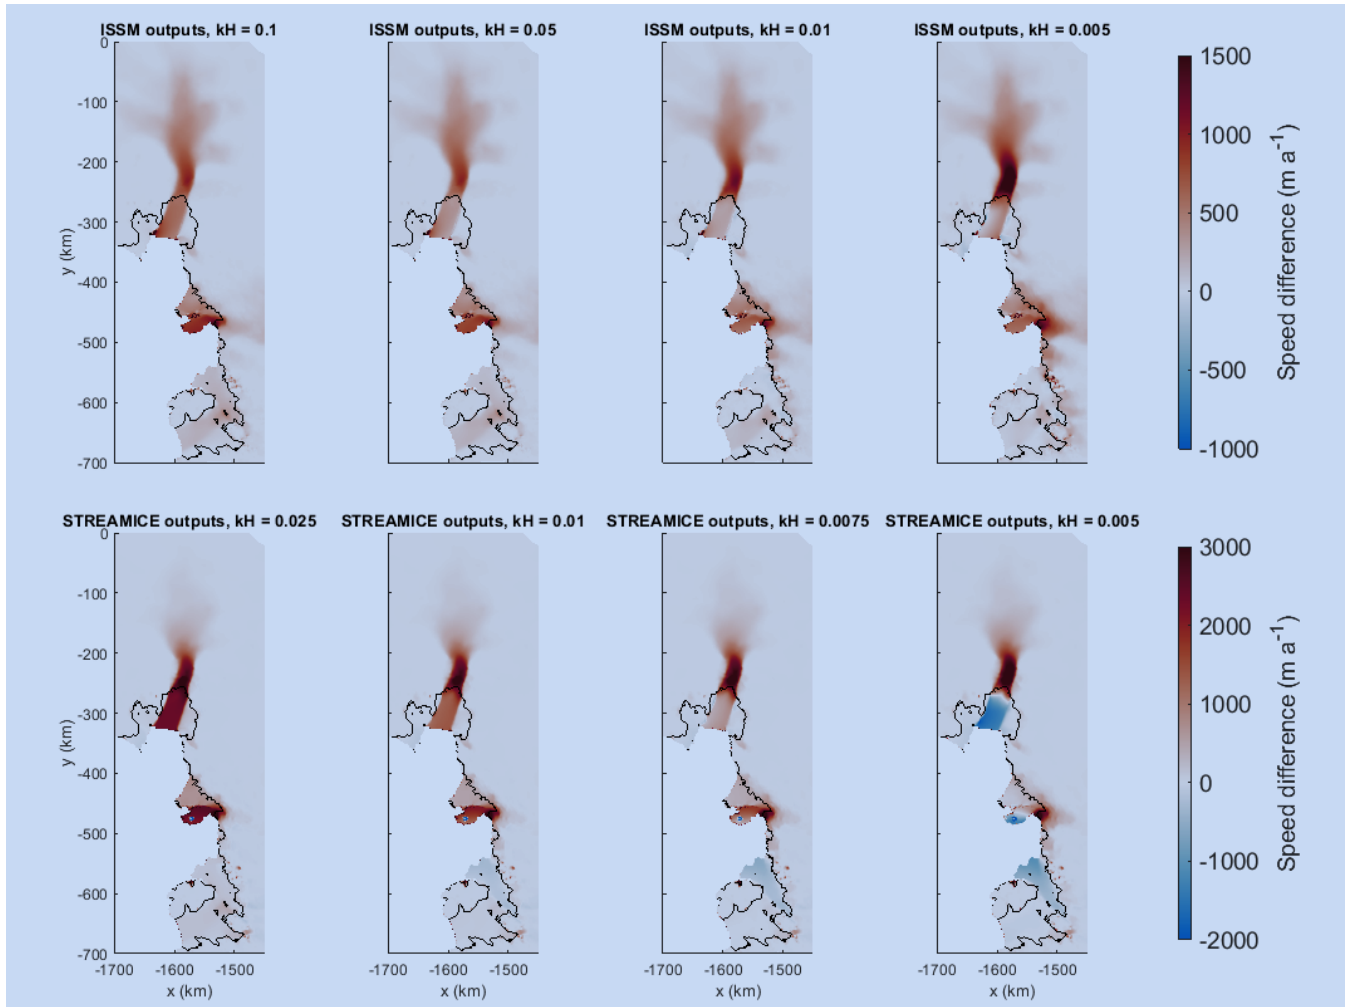 ISSM outputs, kH = 0.1
ISSM outputs, kH = 0.05
ISSM outputs, kH = 0.01
ISSM outputs, kH = 0.005
0
-100
-200
-300
-400
-500
-600
-700
y (km)
1500
1000
500
0
-500
-1000
Speed difference (m a⁻¹)
STREAMICE outputs, kH = 0.025
STREAMICE outputs, kH = 0.01
STREAMICE outputs, kH = 0.0075
STREAMICE outputs, kH = 0.005
0
-100
-200
-300
-400
-500
-600
-700
y (km)
-1700 -1600 -1500
x (km)
-1700 -1600 -1500
x (km)
-1700 -1600 -1500
x (km)
-1700 -1600 -1500
x (km)
3000
2000
1000
0
-1000
-2000
Speed difference (m a⁻¹)